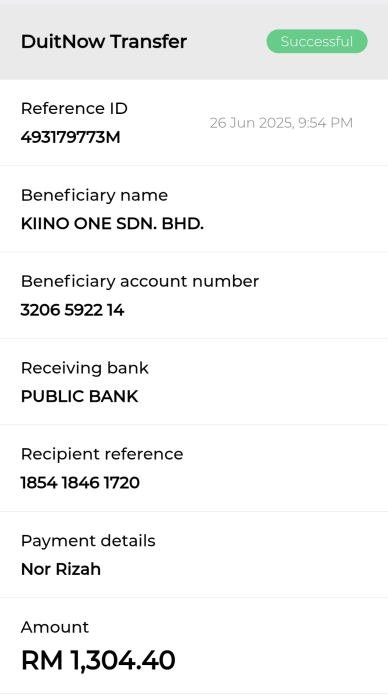 DuitNow Transfer
Successful
Reference ID
26 Jun 2025, 9:54 PM
493179773M
Beneficiary name
KIINO ONE SDN. BHD.
Beneficiary account number
3206 5922 14
Receiving bank
PUBLIC BANK
Recipient reference
1854 1846 1720
Payment details
Nor Rizah
Amount
RM 1,304.40